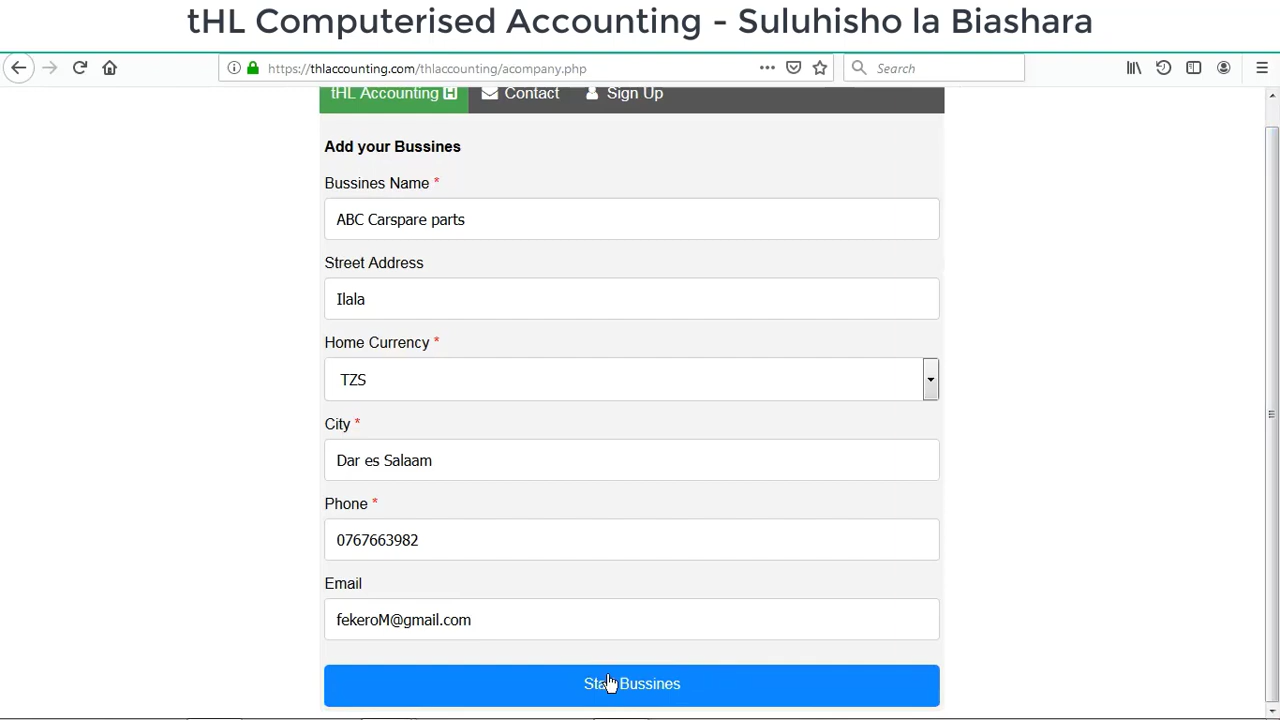 tHL Computerised Accounting - Suluhisho la Biashara
https://thlaccounting.com/thlaccounting/acompany.php
Search
tHL Accounting
Contact
Sign Up
Add your Bussines
Bussines Name *
ABC Carspare parts
Street Address
Ilala
Home Currency *
TZS
City *
Dar es Salaam
Phone *
0767663982
Email
fekeroM@gmail.com
Bussines